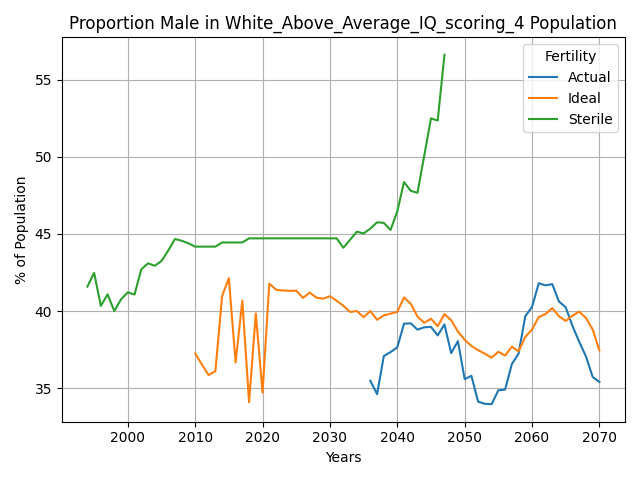 Proportion Male in White_Above_Average_IQ_scoring_4 Population
Fertility
Actual
Ideal
Sterile
% of Population
55
50
45
40
35
2000 2010 2020 2030 2040 2050 2060 2070
Years